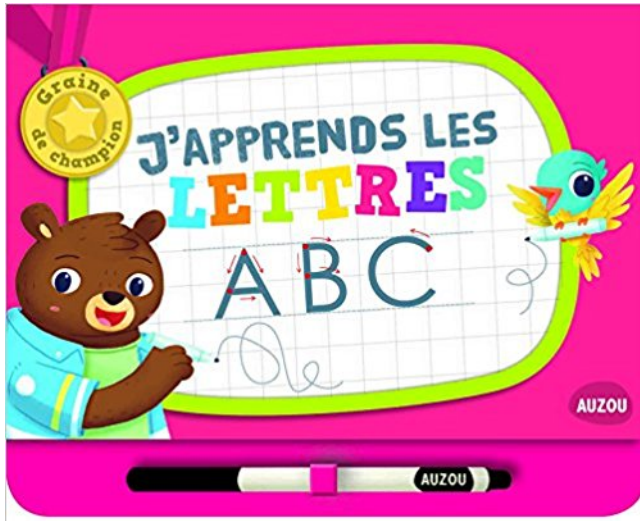 Graine
de champion
J'APPRENDS LES
LETTRES
ABC
AUZOU
AUZOU